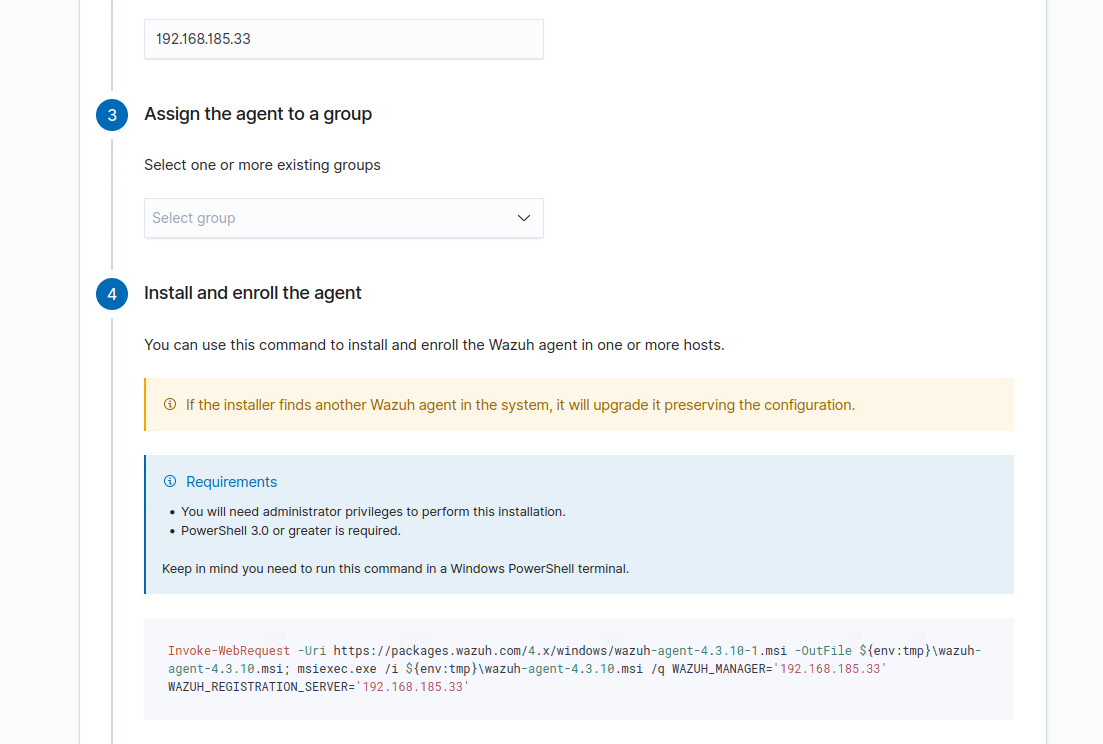 192.168.185.33
3
Assign the agent to a group
Select one or more existing groups
Select group
4
Install and enroll the agent
You can use this command to install and enroll the Wazuh agent in one or more hosts.
If the installer finds another Wazuh agent in the system, it will upgrade it preserving the configuration.
Requirements
• You will need administrator privileges to perform this installation.
• PowerShell 3.0 or greater is required.
Keep in mind you need to run this command in a Windows PowerShell terminal.
Invoke-WebRequest -Uri https://packages.wazuh.com/4.x/windows/wazuh-agent-4.3.10-1.msi -OutFile ${env:tmp}\wazuh-
agent-4.3.10.msi; msiexec.exe /i ${env:tmp}\wazuh-agent-4.3.10.msi /q WAZUH_MANAGER='192.168.185.33'
WAZUH_REGISTRATION_SERVER='192.168.185.33'